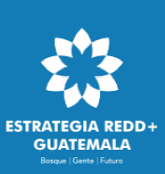 ESTRATEGIA REDD+
GUATEMALA
Bosque | Gente | Futuro